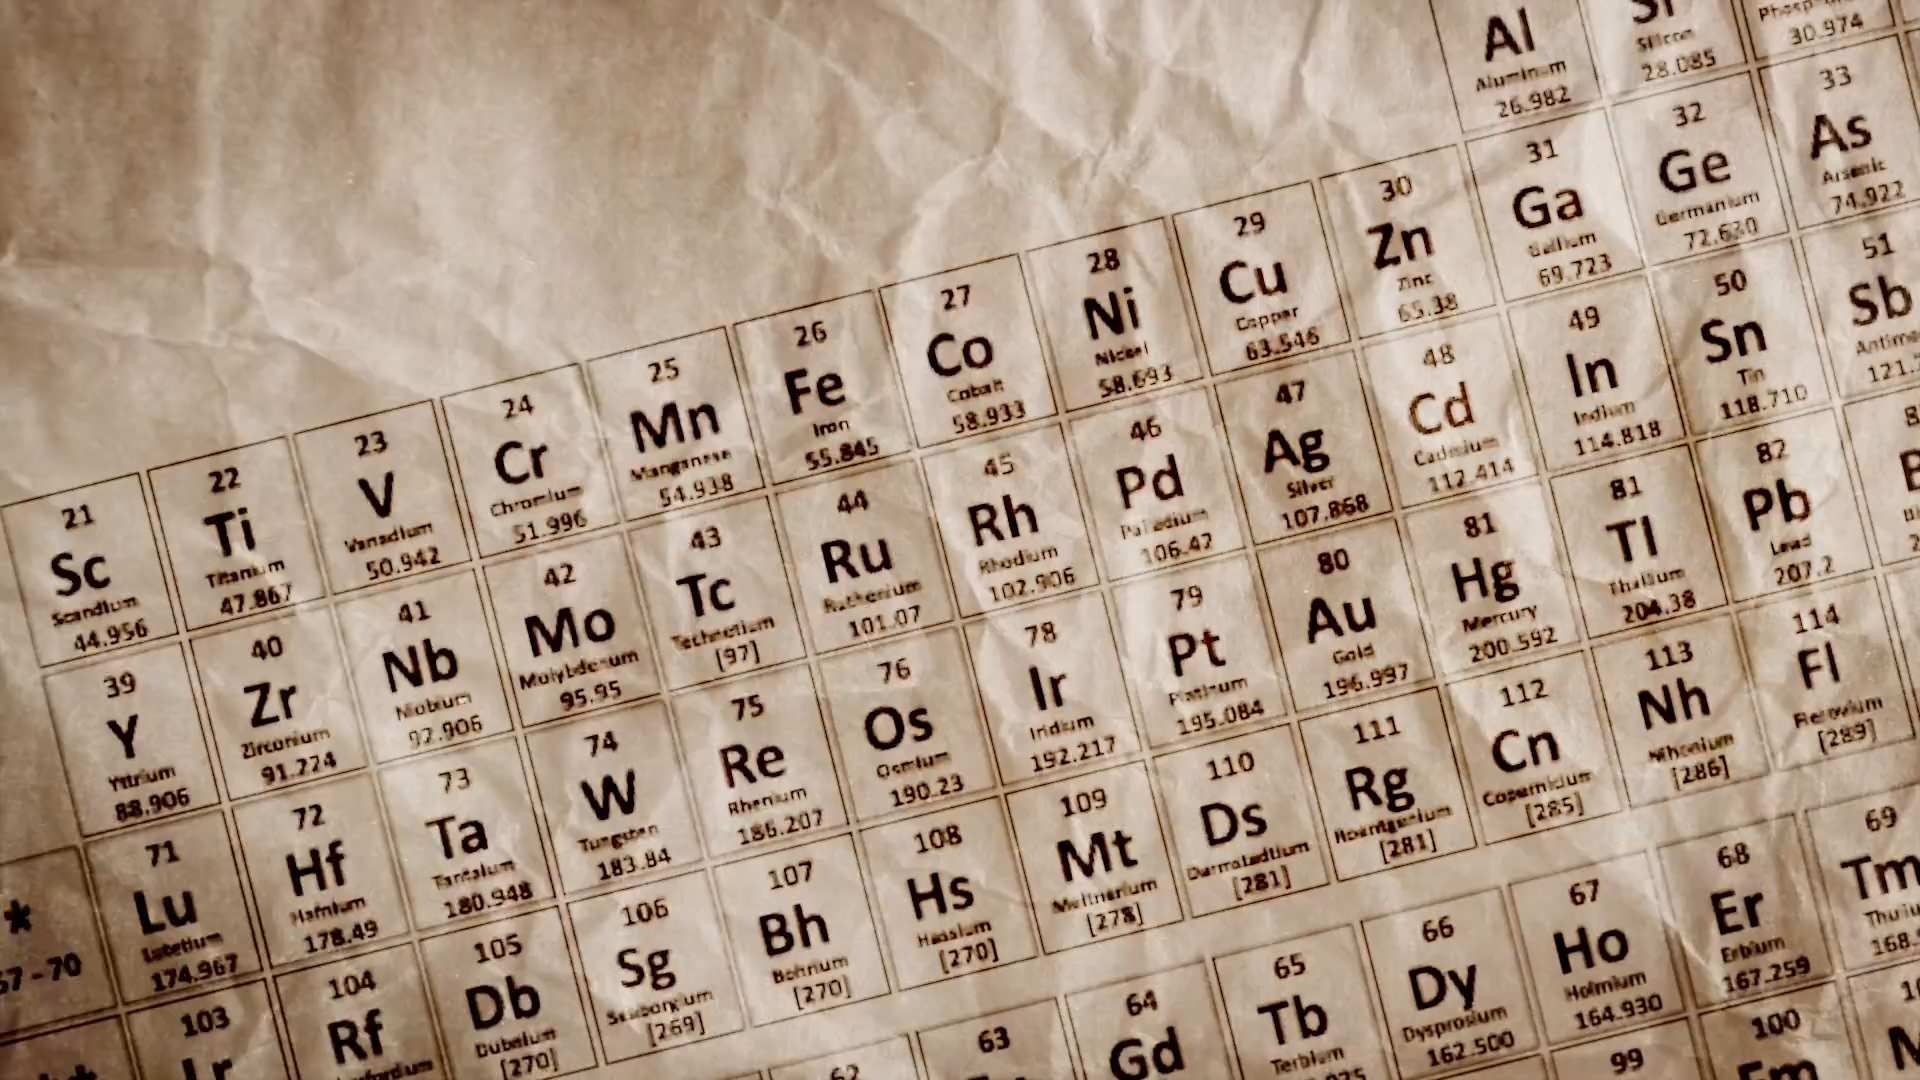 Al
Aluminum
26.982
Silicon
28.085
30.974
21
Sc
Scandium
44.956
22
Ti
Titanium
47.867
23
V
Vanadium
50.942
24
Cr
Chromium
51.996
25
Mn
Manganese
54.938
26
Fe
Iron
55.845
27
Co
Cobalt
58.933
28
Ni
Nickel
58.693
29
Cu
Copper
63.546
30
Zn
Zinc
65.38
31
Ga
Gallium
69.723
32
Ge
Germanium
72.630
33
As
Arsenic
74.922
39
Y
Yttrium
88.906
40
Zr
Zirconium
91.224
41
Nb
Niobium
92.906
42
Mo
Molybdenum
95.95
43
Tc
Technetium
[97]
44
Ru
Ruthenium
101.07
45
Rh
Rhodium
102.906
46
Pd
Palladium
106.42
47
Ag
Silver
107.868
48
Cd
Cadmium
112.414
49
In
Indium
114.818
50
Sn
Tin
118.710
51
Sb
*
71
Lu
Lutetium
174.967
72
Hf
Hafnium
178.49
73
Ta
Tantalum
180.948
74
W
Tungsten
183.84
75
Re
Rhenium
186.207
76
Os
Osmium
190.23
78
Ir
Iridium
192.217
79
Pt
Platinum
195.084
80
Au
Gold
196.997
81
Hg
Mercury
200.592
81
Tl
Thallium
204.38
82
Pb
Lead
207.2
103
Lr
104
Rf
105
Db
Dubnium
[270]
106
Sg
Seaborgium
[269]
107
Bh
Bohrium
[270]
108
Hs
Hassium
[270]
109
Mt
Meitnerium
[278]
110
Ds
Darmstadtium
[281]
111
Rg
Roentgenium
[281]
112
Cn
Copernicium
[285]
113
Nh
Nihonium
[286]
114
Fl
Flerovium
[289]
62
63
64
Gd
65
Tb
Terbium
66
Dy
Dysprosium
162.500
67
Ho
Holmium
164.930
68
Er
Erbium
167.259
69
Tm
99
100
Fm